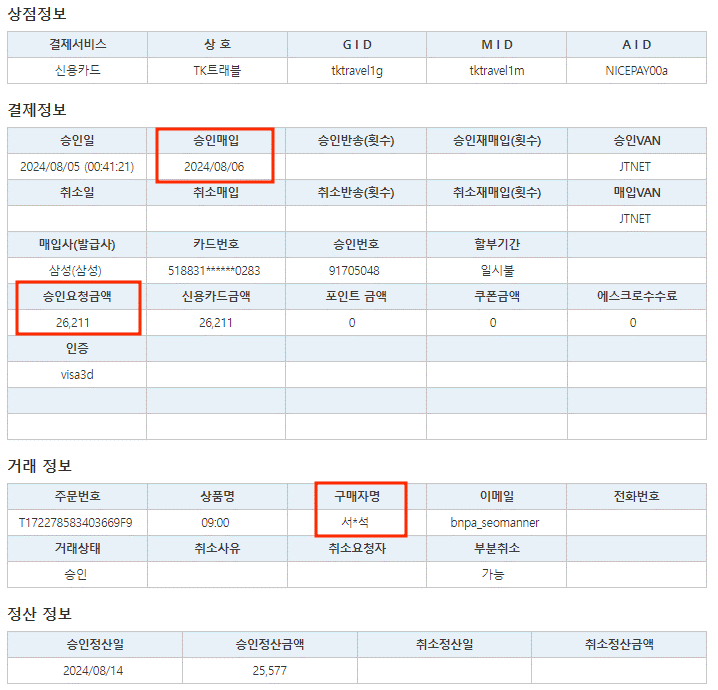 상점정보
결제서비스 상 호 G I D M I D A I D
신용카드 TK트래블 tktravel1g tktravel1m NICEPAY00a
결제정보
승인일 승인매입 승인반송(횟수) 승인재매입(횟수) 승인VAN
2024/08/05 (00:41:21) 2024/08/06 JTNET
취소일 취소매입 취소반송(횟수) 취소재매입(횟수) 매입VAN
JTNET
매입사(발급사) 카드번호 승인번호 할부기간
삼성(삼성) 518831******0283 91705048 일시불
승인요청금액 신용카드금액 포인트 금액 쿠폰금액 에스크로수수료
26,211 26,211 0 0 0
인증
visa3d
거래 정보
주문번호 상품명 구매자명 이메일 전화번호
T172278583403669F9 09:00 서*석 bnpa_seomanner
거래상태 취소사유 취소요청자 부분취소
승인 가능
정산 정보
승인정산일 승인정산금액 취소정산일 취소정산금액
2024/08/14 25,577